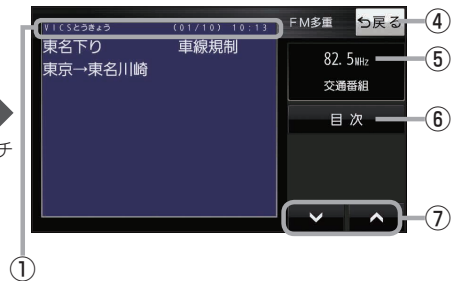 VICSとうきょう (01/10) 10:13
FM多重
戻る
④
東名下り 車線規制
東京→東名川崎
82.5MHz
⑤
交通番組
目次
⑥
チ
⑦
①